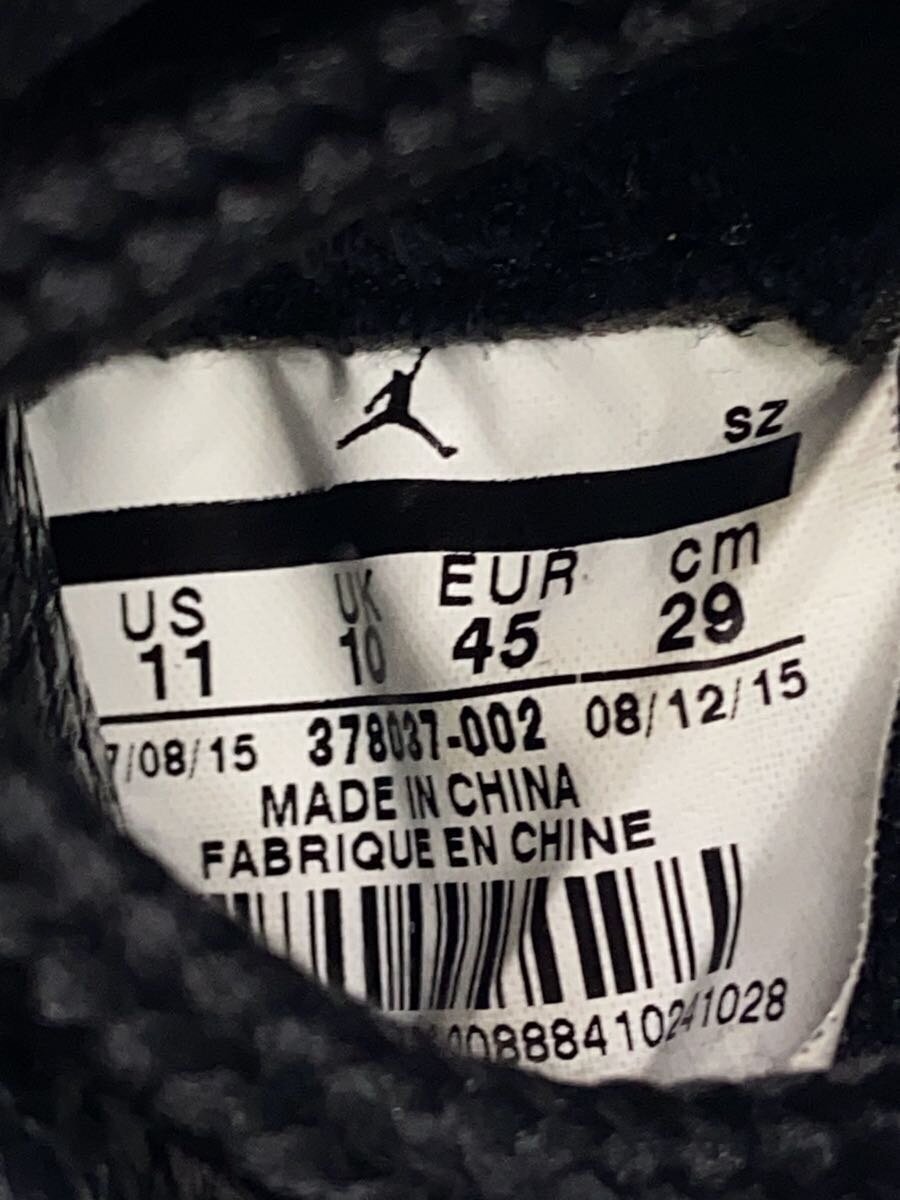 SZ
US UK EUR cm
11 10 45 29
7/08/15 378037-002 08/12/15
MADE IN CHINA
FABRIQUE EN CHINE
00888410241028